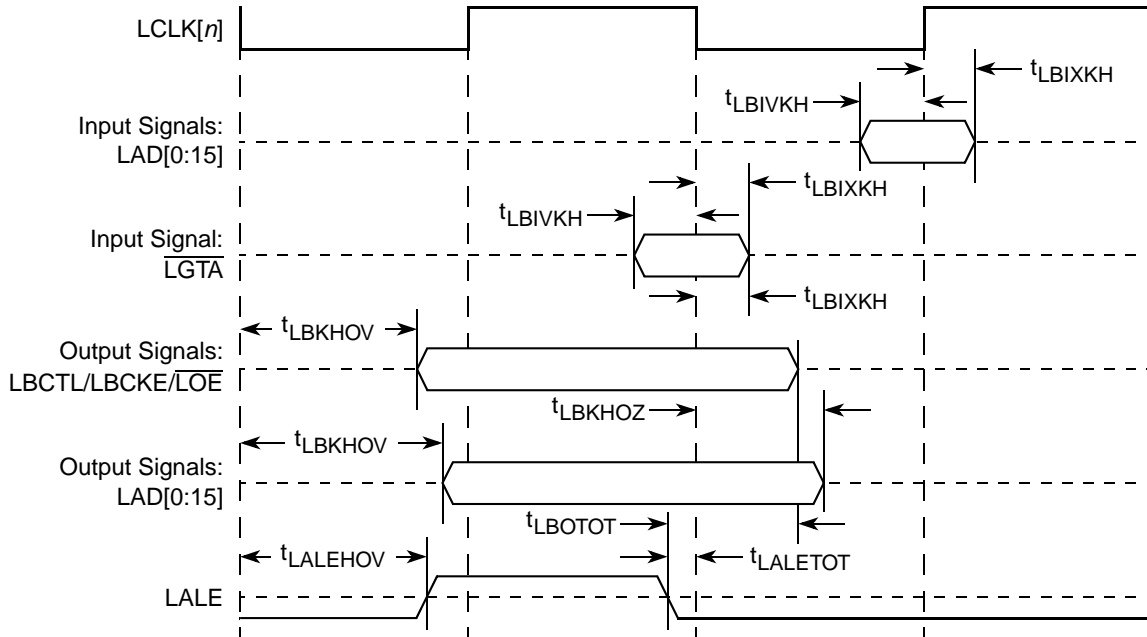 LCLK[n]
tLBIXKH
tLBIVKH
Input Signals:
LAD[0:15]
tLBIXKH
tLBIVKH
Input Signal:
LGTA
tLBIXKH
tLBKHOV
Output Signals:
LBCTL/LBCKE/LOE
tLBKHOZ
tLBKHOV
Output Signals:
LAD[0:15]
tLBOTOT
tLALEHOV
tLALETOT
LALE